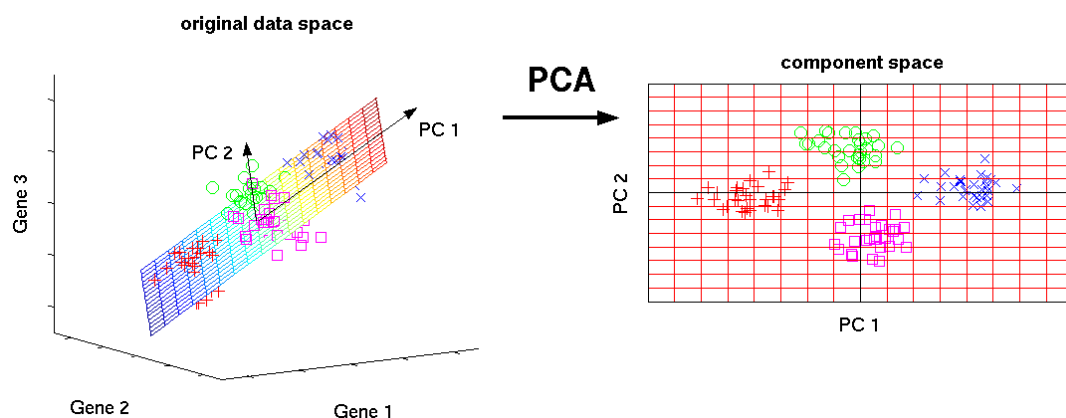 original data space
PC 1
PC 2
Gene 3
Gene 2
Gene 1
PCA
component space
PC 2
PC 1